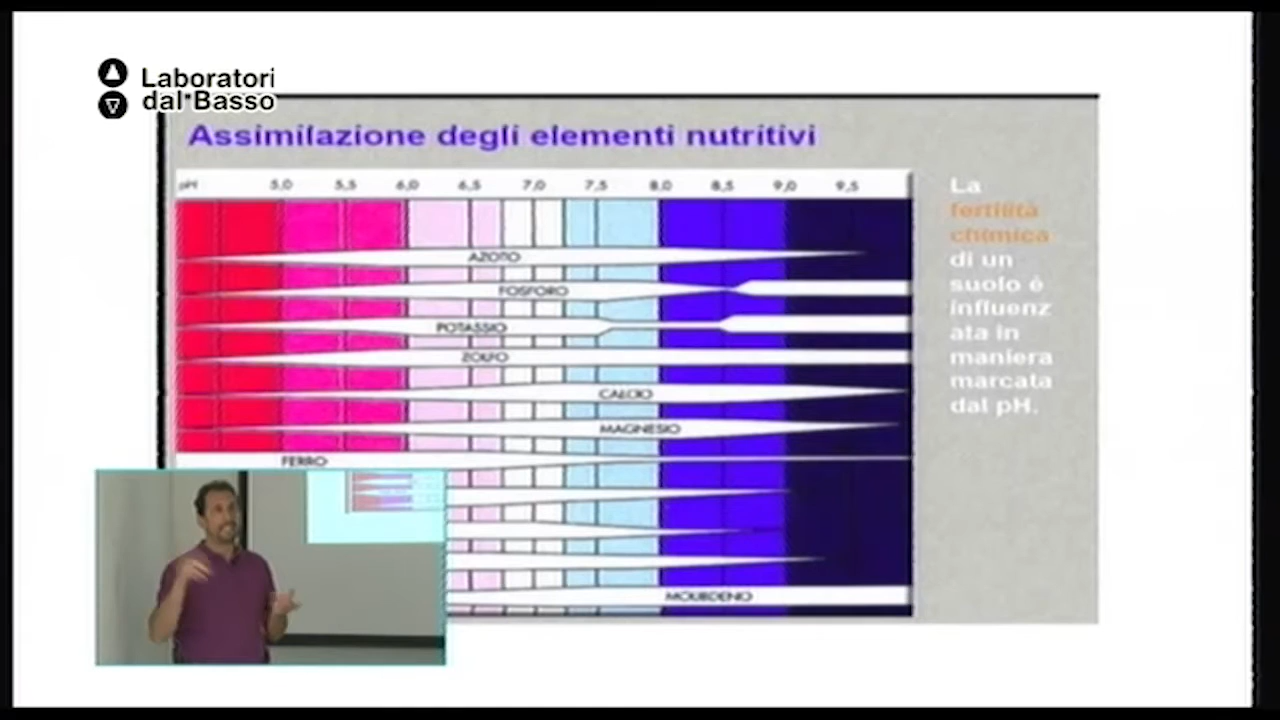 Laboratori
dal Basso
Assimilazione degli elementi nutritivi
pH 5,0 5,5 6,0 6,5 7,0 7,5 8,0 8,5 9,0 9,5
AZOTO
FOSFORO
POTASSIO
ZOLFO
CALCIO
MAGNESIO
FERRO
MOLIBDENO
La
fertilità
chimica
di un
suolo è
influenz
ata in
maniera
marcata
dal pH.